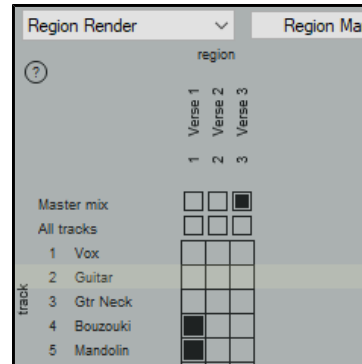 Region Render
Region Ma
region
?
Verse 1
Verse 2
Verse 3
1
2
3
Master mix
All tracks
track
1 Vox
2 Guitar
3 Gtr Neck
4 Bouzouki
5 Mandolin